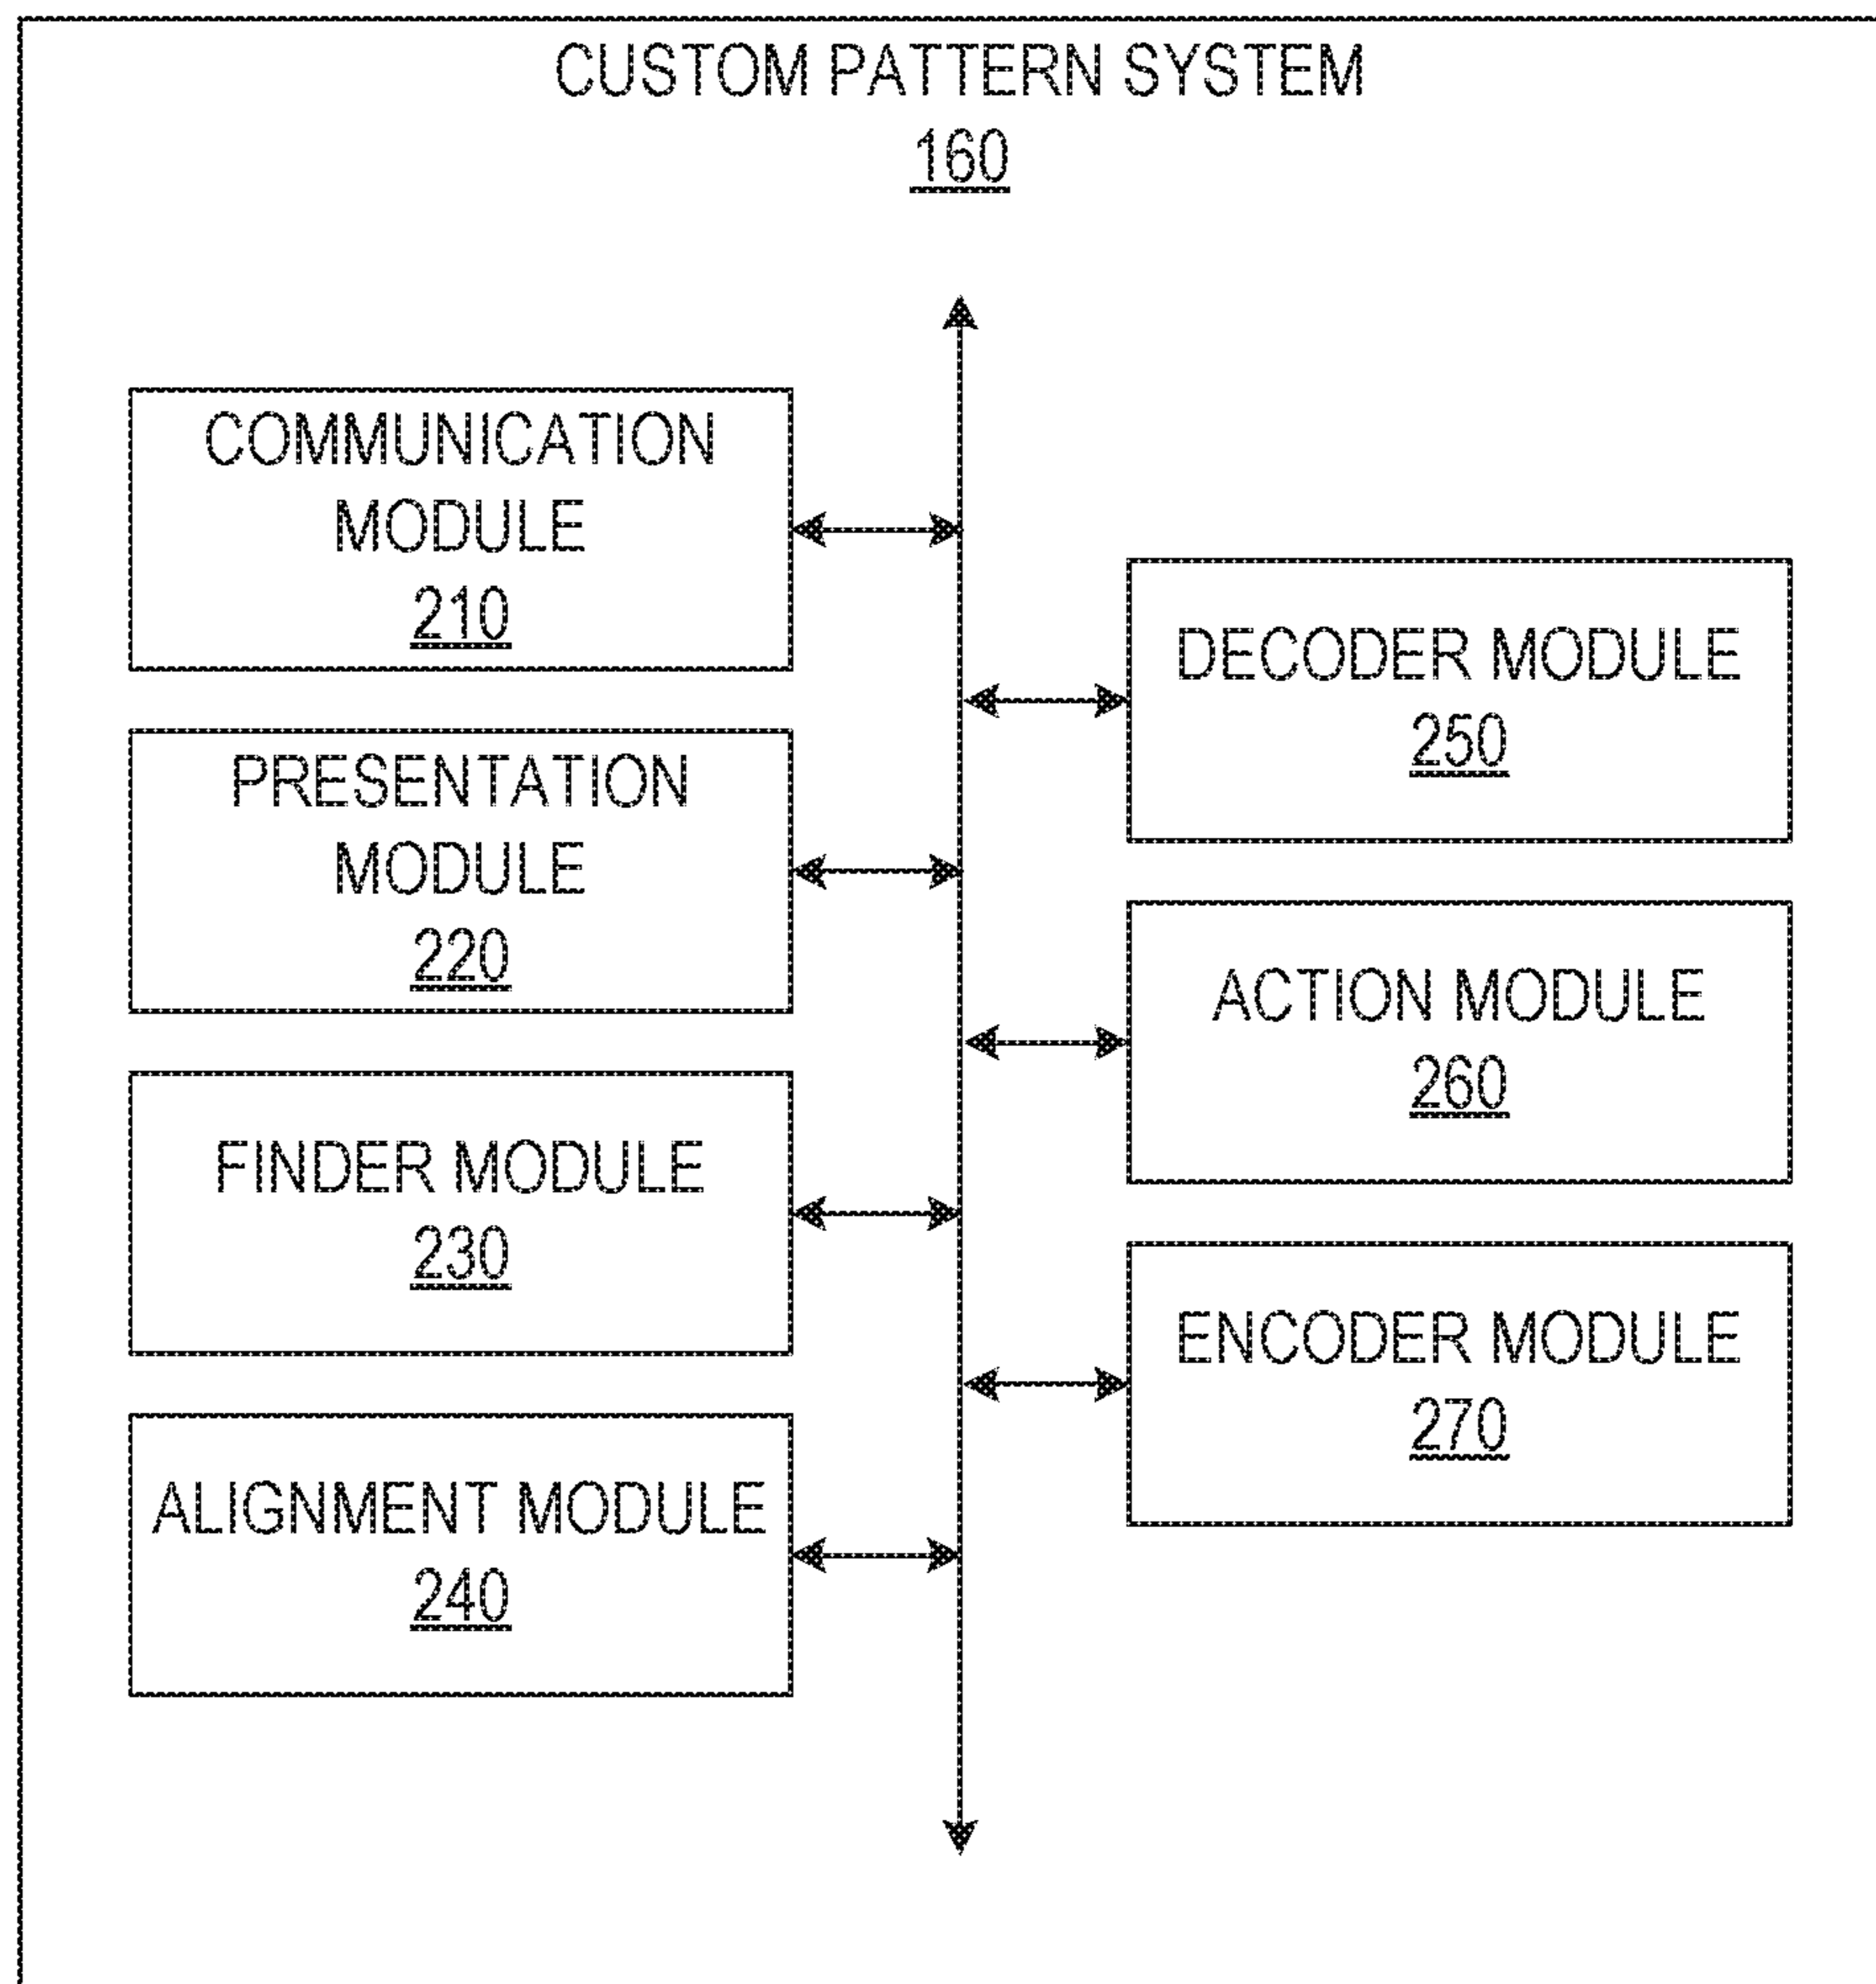 CUSTOM PATTERN SYSTEM
160
COMMUNICATION
MODULE
210
PRESENTATION
MODULE
220
FINDER MODULE
230
ALIGNMENT MODULE
240
DECODER MODULE
250
ACTION MODULE
260
ENCODER MODULE
270